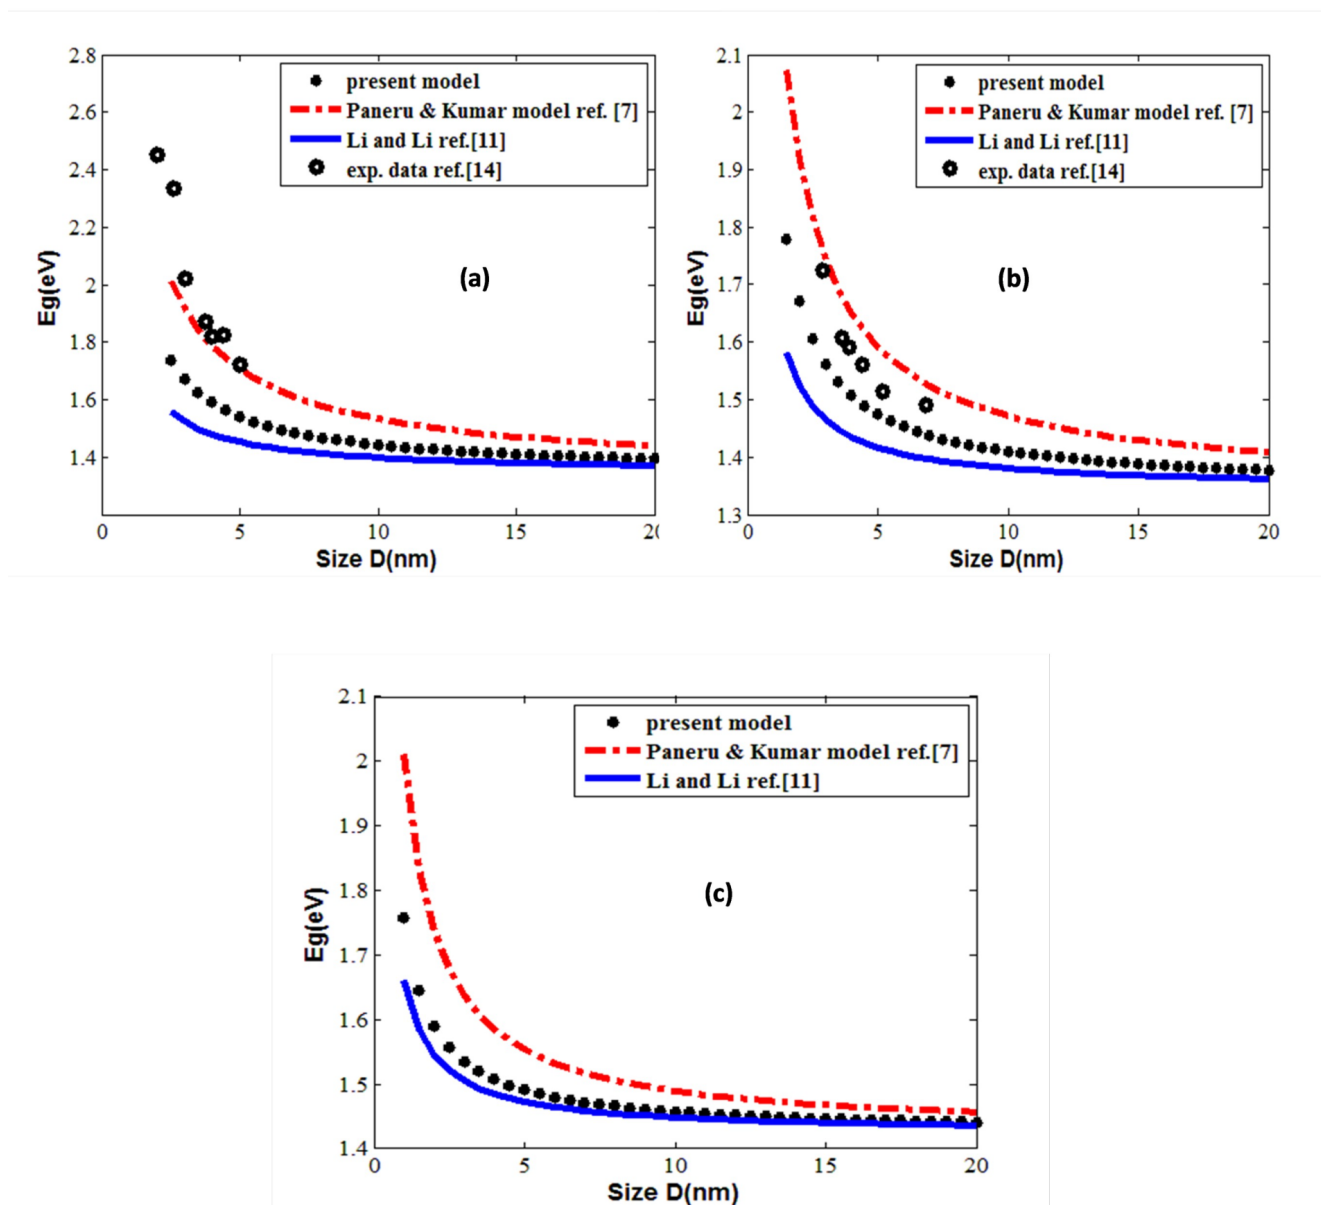 2.8
2.6
2.4
2.2
2
1.8
1.6
1.4
0
5
10
15
20
Eg(eV)
Size D(nm)
present model
Paneru & Kumar model ref. [7]
Li and Li ref.[11]
exp. data ref.[14]
(a)
2.1
2
1.9
1.8
1.7
1.6
1.5
1.4
1.3
0
5
10
15
20
Eg(eV)
Size D(nm)
present model
Paneru & Kumar model ref. [7]
Li and Li ref.[11]
exp. data ref.[14]
(b)
2.1
2
1.9
1.8
1.7
1.6
1.5
1.4
0
5
10
15
20
Eg(eV)
Size D(nm)
present model
Paneru & Kumar model ref.[7]
Li and Li ref.[11]
(c)